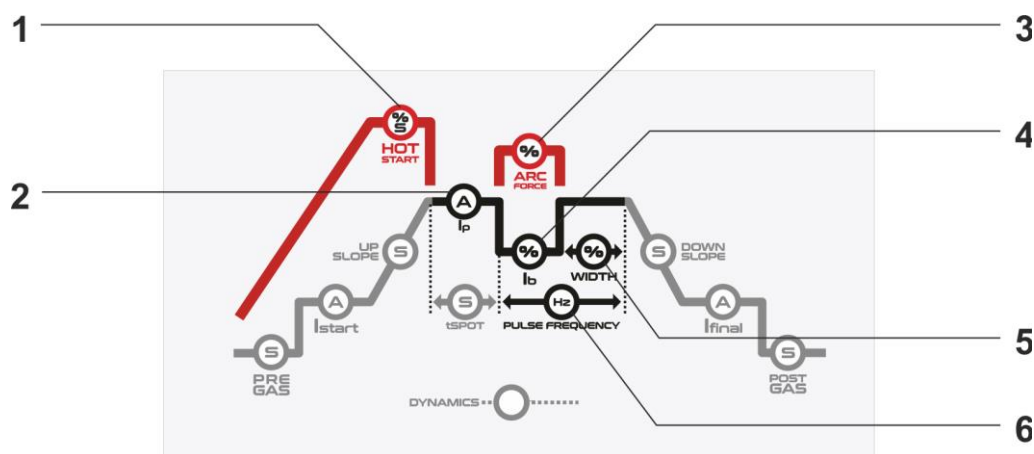 1
3
%
S
HOT
START
%
ARC
FORCE
4
2
A
Ip
UP
SLOPE
S
%
Ib
%
WIDTH
S
DOWN
SLOPE
A
Istart
S
tSPOT
Hz
PULSE FREQUENCY
A
Ifinal
S
PRE
GAS
S
POST
GAS
5
DYNAMICS
6